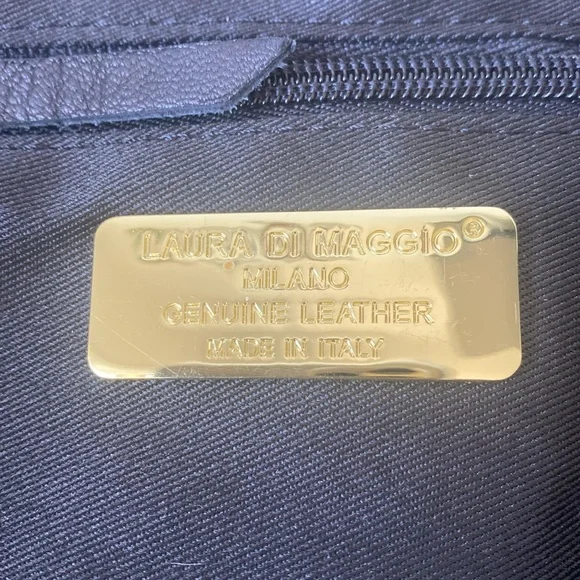 LAURA DI MAGGIO®
MILANO
GENUINE LEATHER
MADE IN ITALY